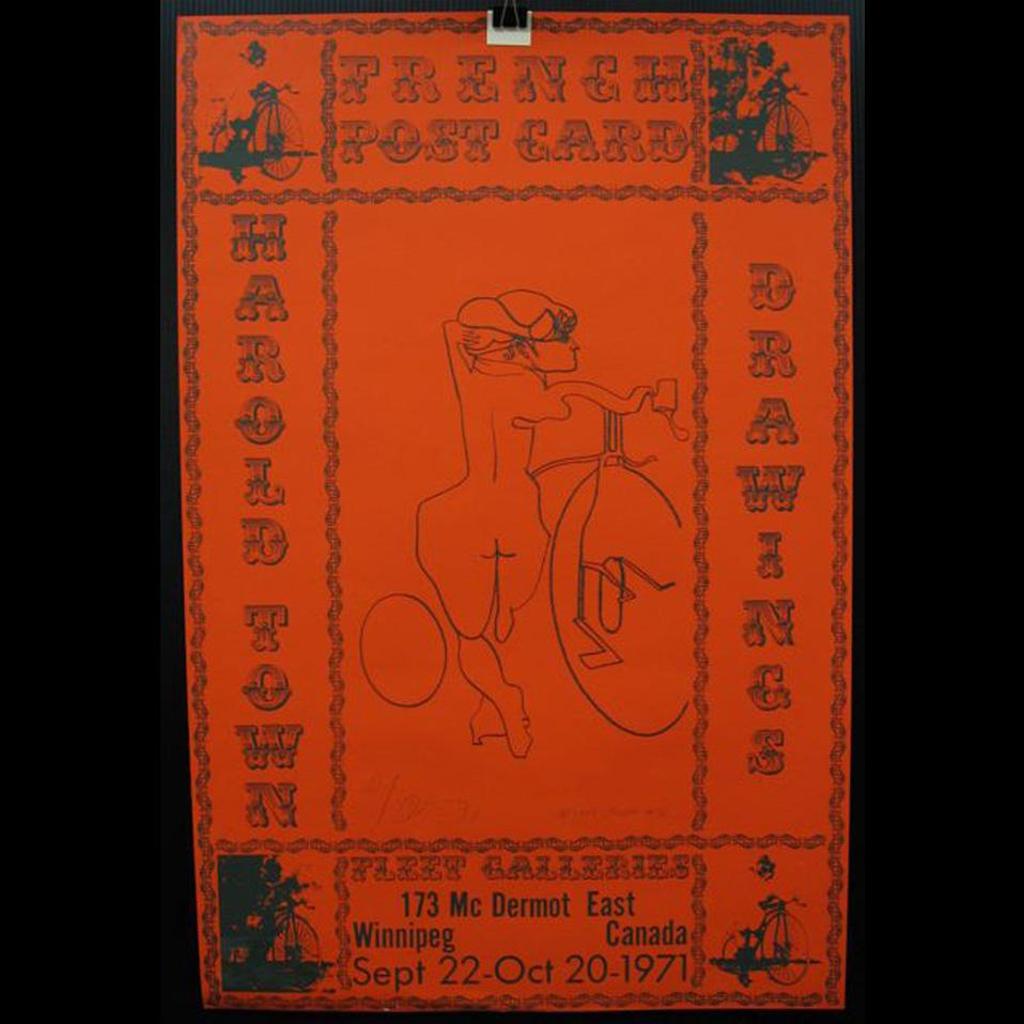 FRENCH
POST CARD
HAROLD TOWN
DRAWINGS
FLEET GALLERIES
173 Mc Dermot East
Winnipeg Canada
Sept 22-Oct 20-1971